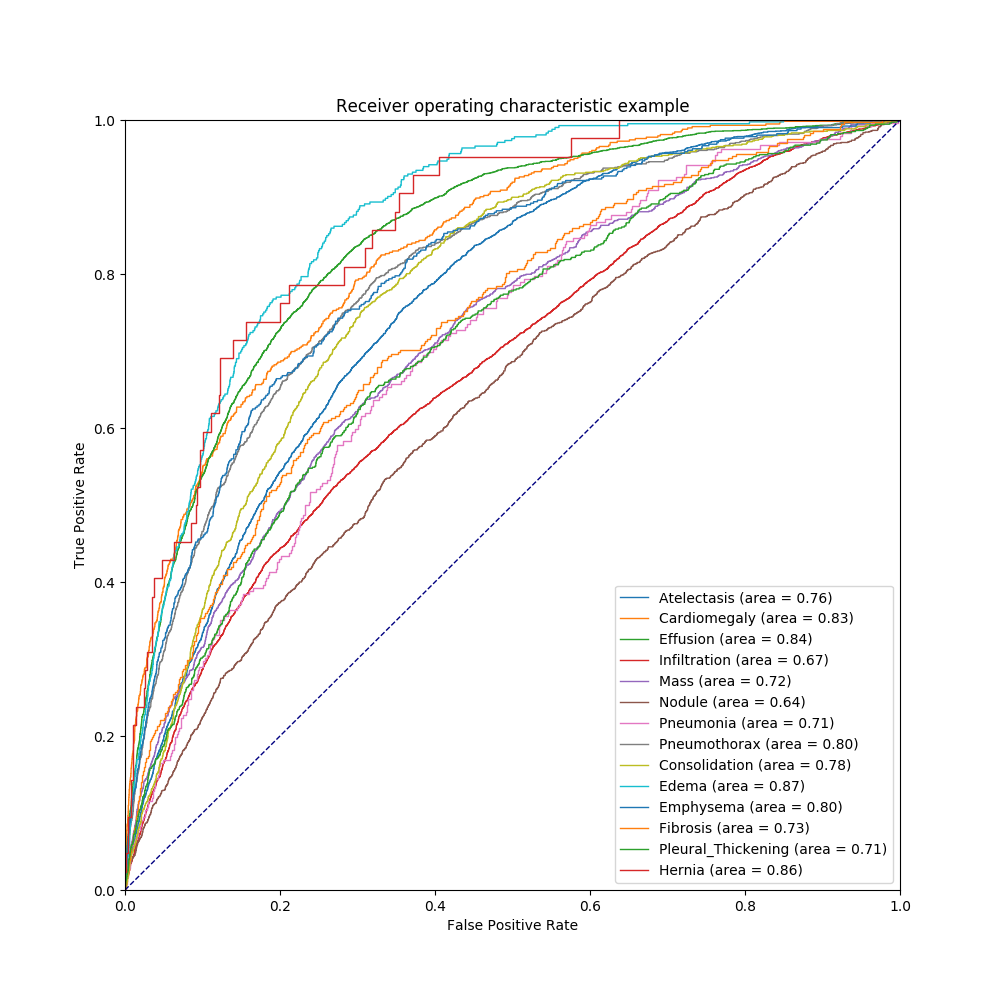 Receiver operating characteristic example
1.0
0.8
0.6
0.4
0.2
0.0
True Positive Rate
0.0 0.2 0.4 0.6 0.8 1.0
False Positive Rate
Atelectasis (area = 0.76)
Cardiomegaly (area = 0.83)
Effusion (area = 0.84)
Infiltration (area = 0.67)
Mass (area = 0.72)
Nodule (area = 0.64)
Pneumonia (area = 0.71)
Pneumothorax (area = 0.80)
Consolidation (area = 0.78)
Edema (area = 0.87)
Emphysema (area = 0.80)
Fibrosis (area = 0.73)
Pleural_Thickening (area = 0.71)
Hernia (area = 0.86)